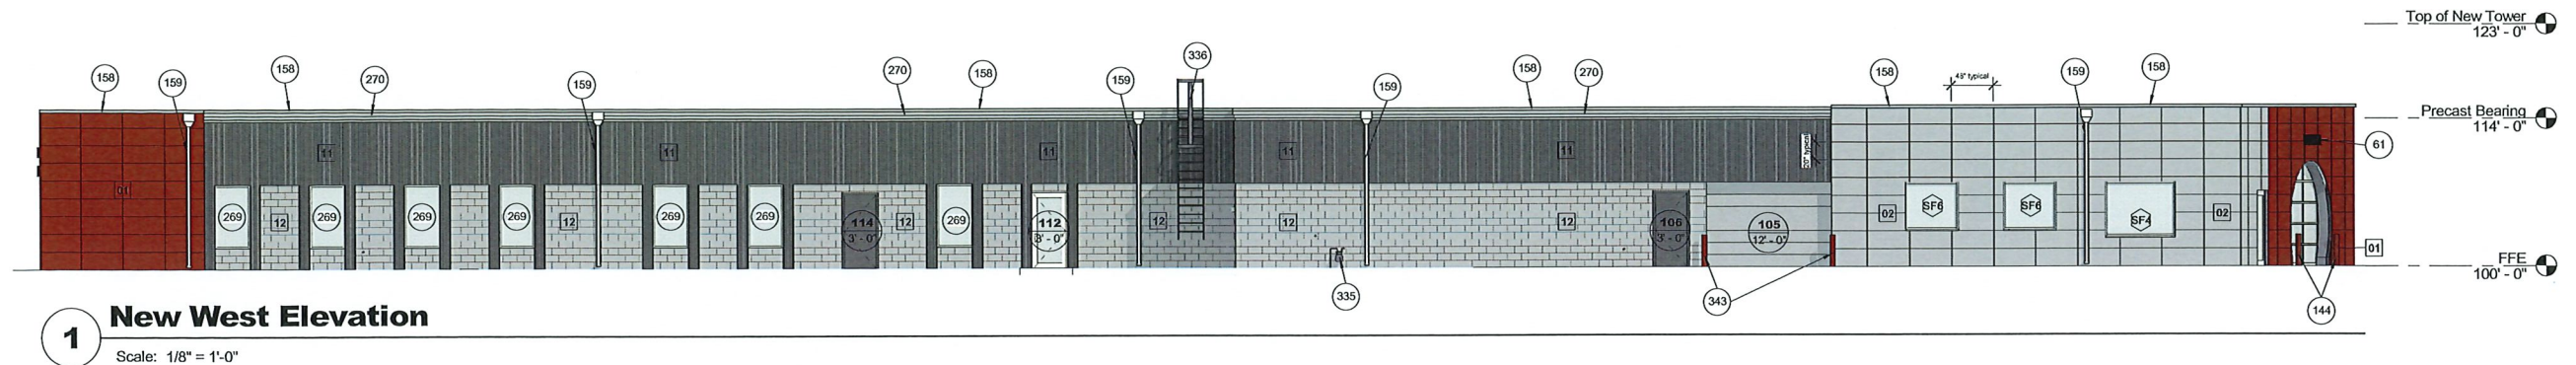 Top of New Tower
123' - 0"
336
158
159
158
270
159
270
158
159
159
158
270
158
48" typical
159
158
Precast Bearing
114' - 0"
61
11
11
11
11
11
20" typical
01
269
12
269
269
269
12
269
269
114
3' - 0"
12
269
112
3' - 0"
12
12
12
106
3' - 0"
105
12' - 0"
02
SF6
SF6
SF4
02
01
FFE
100' - 0"
335
343
144
1
New West Elevation
Scale: 1/8" = 1'-0"